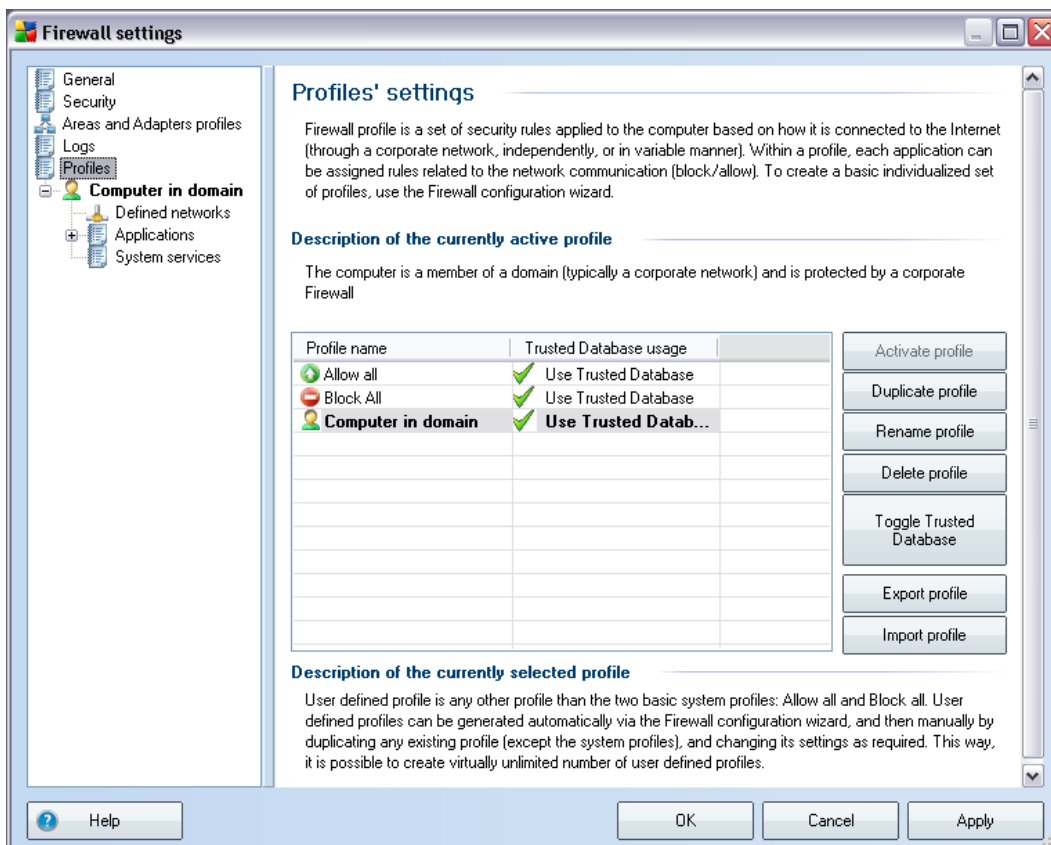 Firewall settings
General
Security
Areas and Adapters profiles
Logs
Profiles
Computer in domain
Defined networks
Applications
System services
Profiles' settings
Firewall profile is a set of security rules applied to the computer based on how it is connected to the Internet
(through a corporate network, independently, or in variable manner). Within a profile, each application can
be assigned rules related to the network communication (block/allow). To create a basic individualized set
of profiles, use the Firewall configuration wizard.
Description of the currently active profile
The computer is a member of a domain (typically a corporate network) and is protected by a corporate
Firewall
Profile name Trusted Database usage
Allow all Use Trusted Database
Block All Use Trusted Database
Computer in domain Use Trusted Datab...
Activate profile
Duplicate profile
Rename profile
Delete profile
Toggle Trusted
Database
Export profile
Import profile
Description of the currently selected profile
User defined profile is any other profile than the two basic system profiles: Allow all and Block all. User
defined profiles can be generated automatically via the Firewall configuration wizard, and then manually by
duplicating any existing profile (except the system profiles), and changing its settings as required. This way,
it is possible to create virtually unlimited number of user defined profiles.
Help
OK
Cancel
Apply